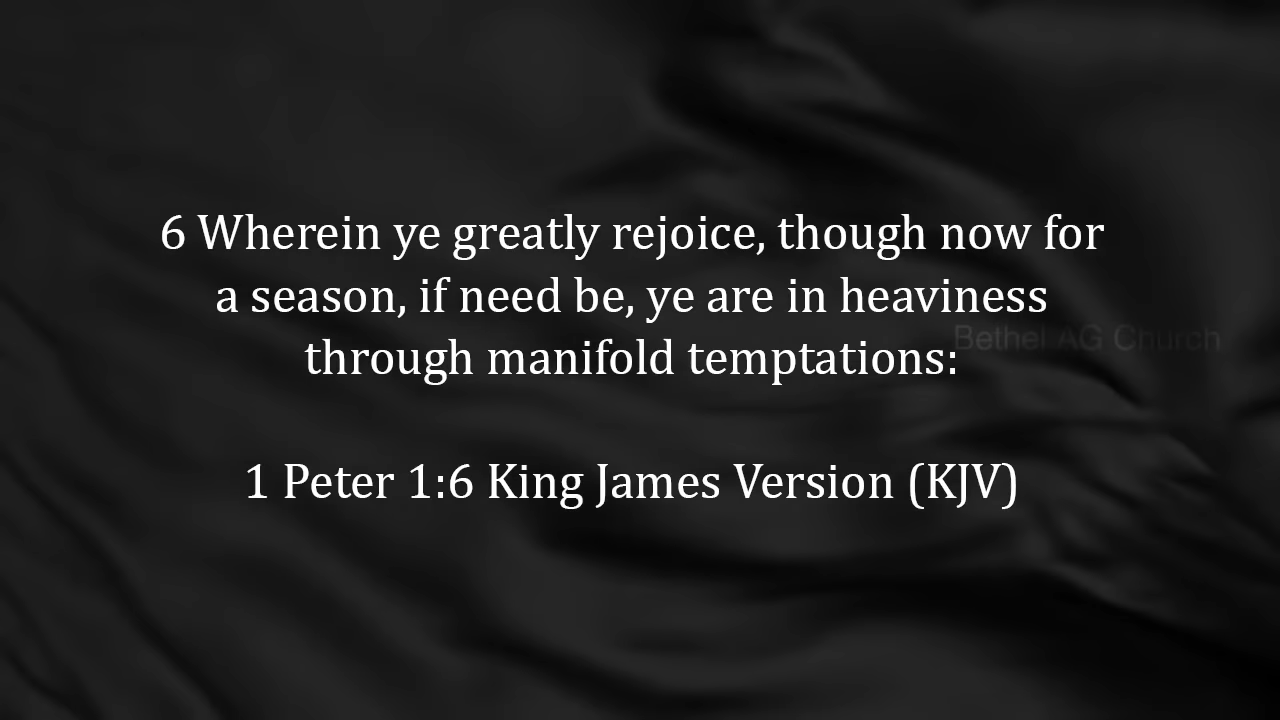 6 Wherein ye greatly rejoice, though now for
a season, if need be, ye are in heaviness
through manifold temptations:
Bethel AG Church
1 Peter 1:6 King James Version (KJV)